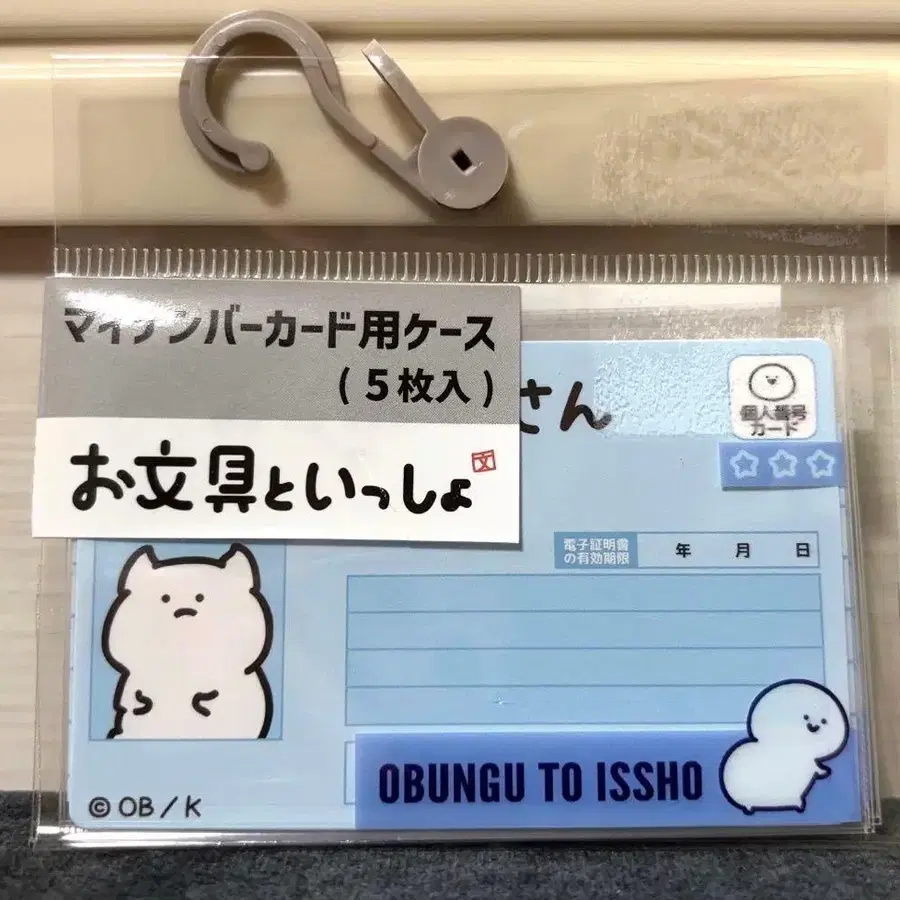 マイナンバーカード用ケース
(5枚入)
お文具といっしょ 文
さん
個人番号
カード
電子証明書
の有効期限
年 月 日
OBUNGU TO ISSHO
© OB/K